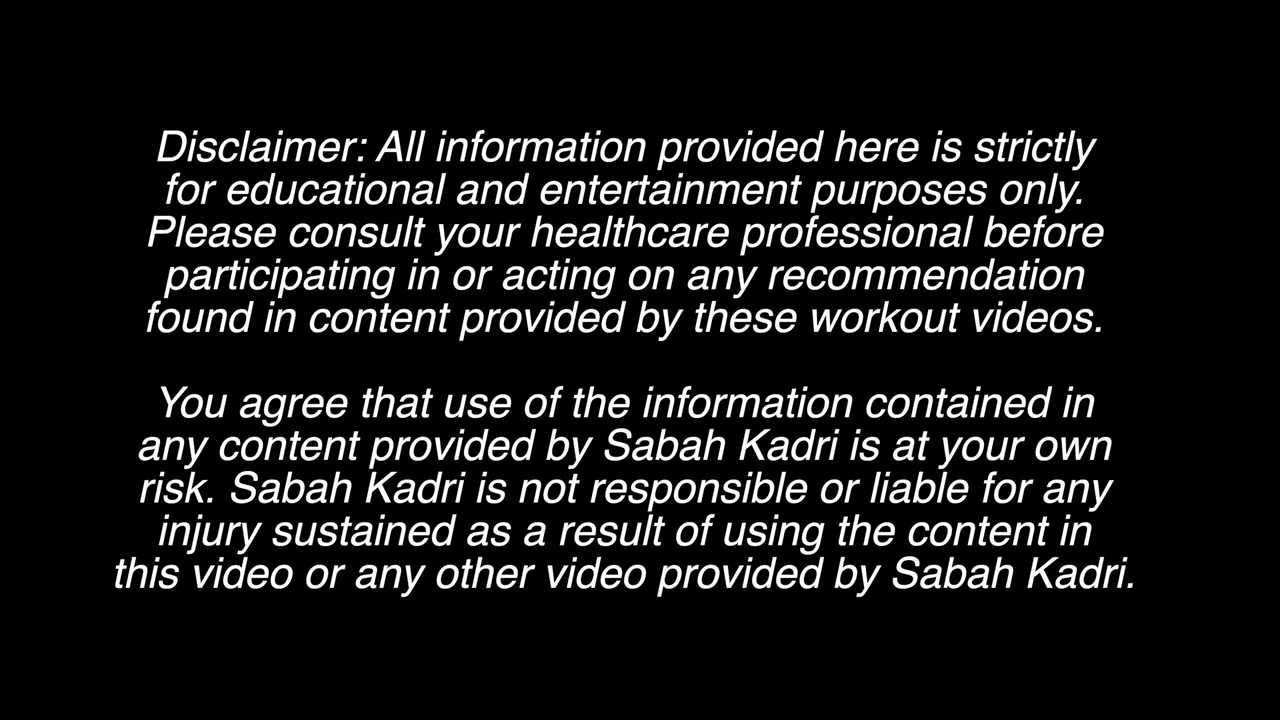 Disclaimer: All information provided here is strictly
for educational and entertainment purposes only.
Please consult your healthcare professional before
participating in or acting on any recommendation
found in content provided by these workout videos.
You agree that use of the information contained in
any content provided by Sabah Kadri is at your own
risk. Sabah Kadri is not responsible or liable for any
injury sustained as a result of using the content in
this video or any other video provided by Sabah Kadri.